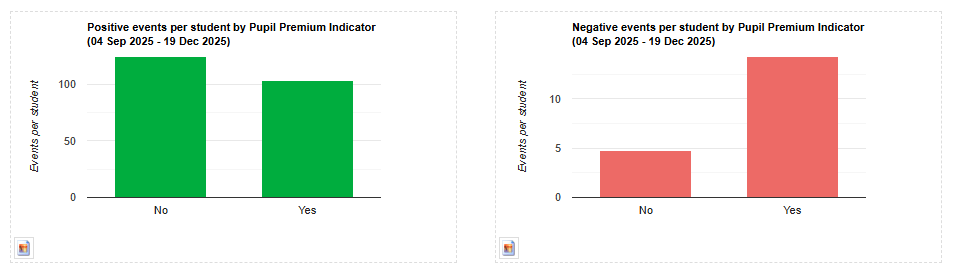 Positive events per student by Pupil Premium Indicator
(04 Sep 2025 - 19 Dec 2025)
Events per student
100
50
0
No
Yes
Negative events per student by Pupil Premium Indicator
(04 Sep 2025 - 19 Dec 2025)
Events per student
10
5
0
No
Yes